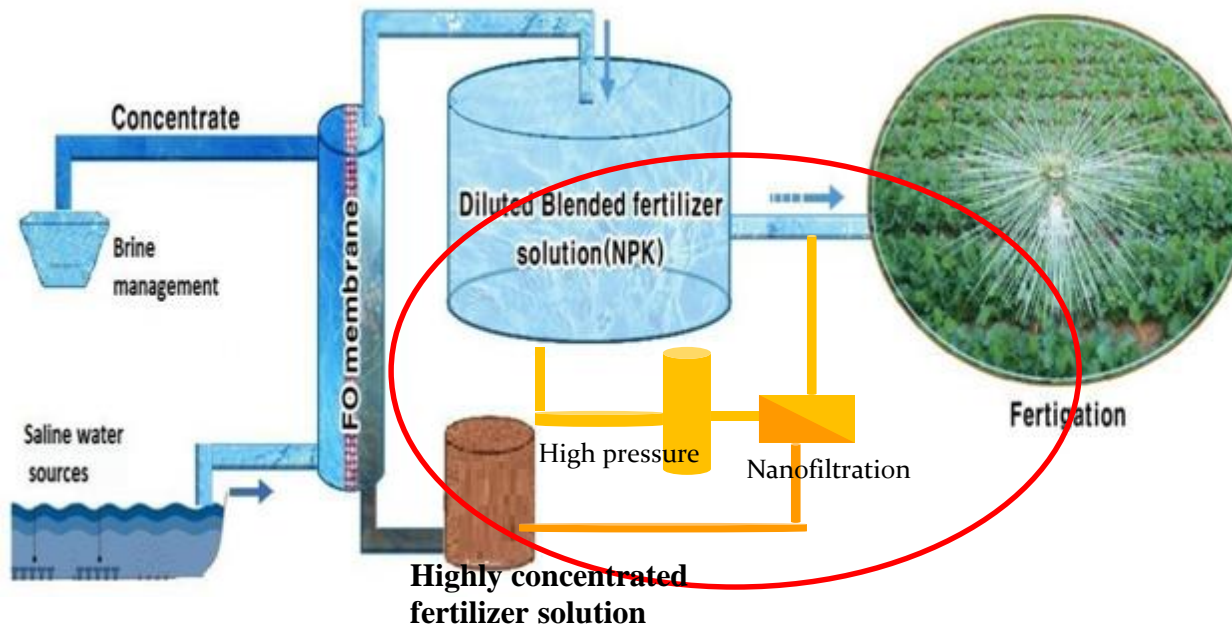 Concentrate
Brine
management
Saline water
sources
FO membrane
Diluted Blended fertilizer
solution(NPK)
High pressure
Nanofiltration
Fertigation
Highly concentrated
fertilizer solution